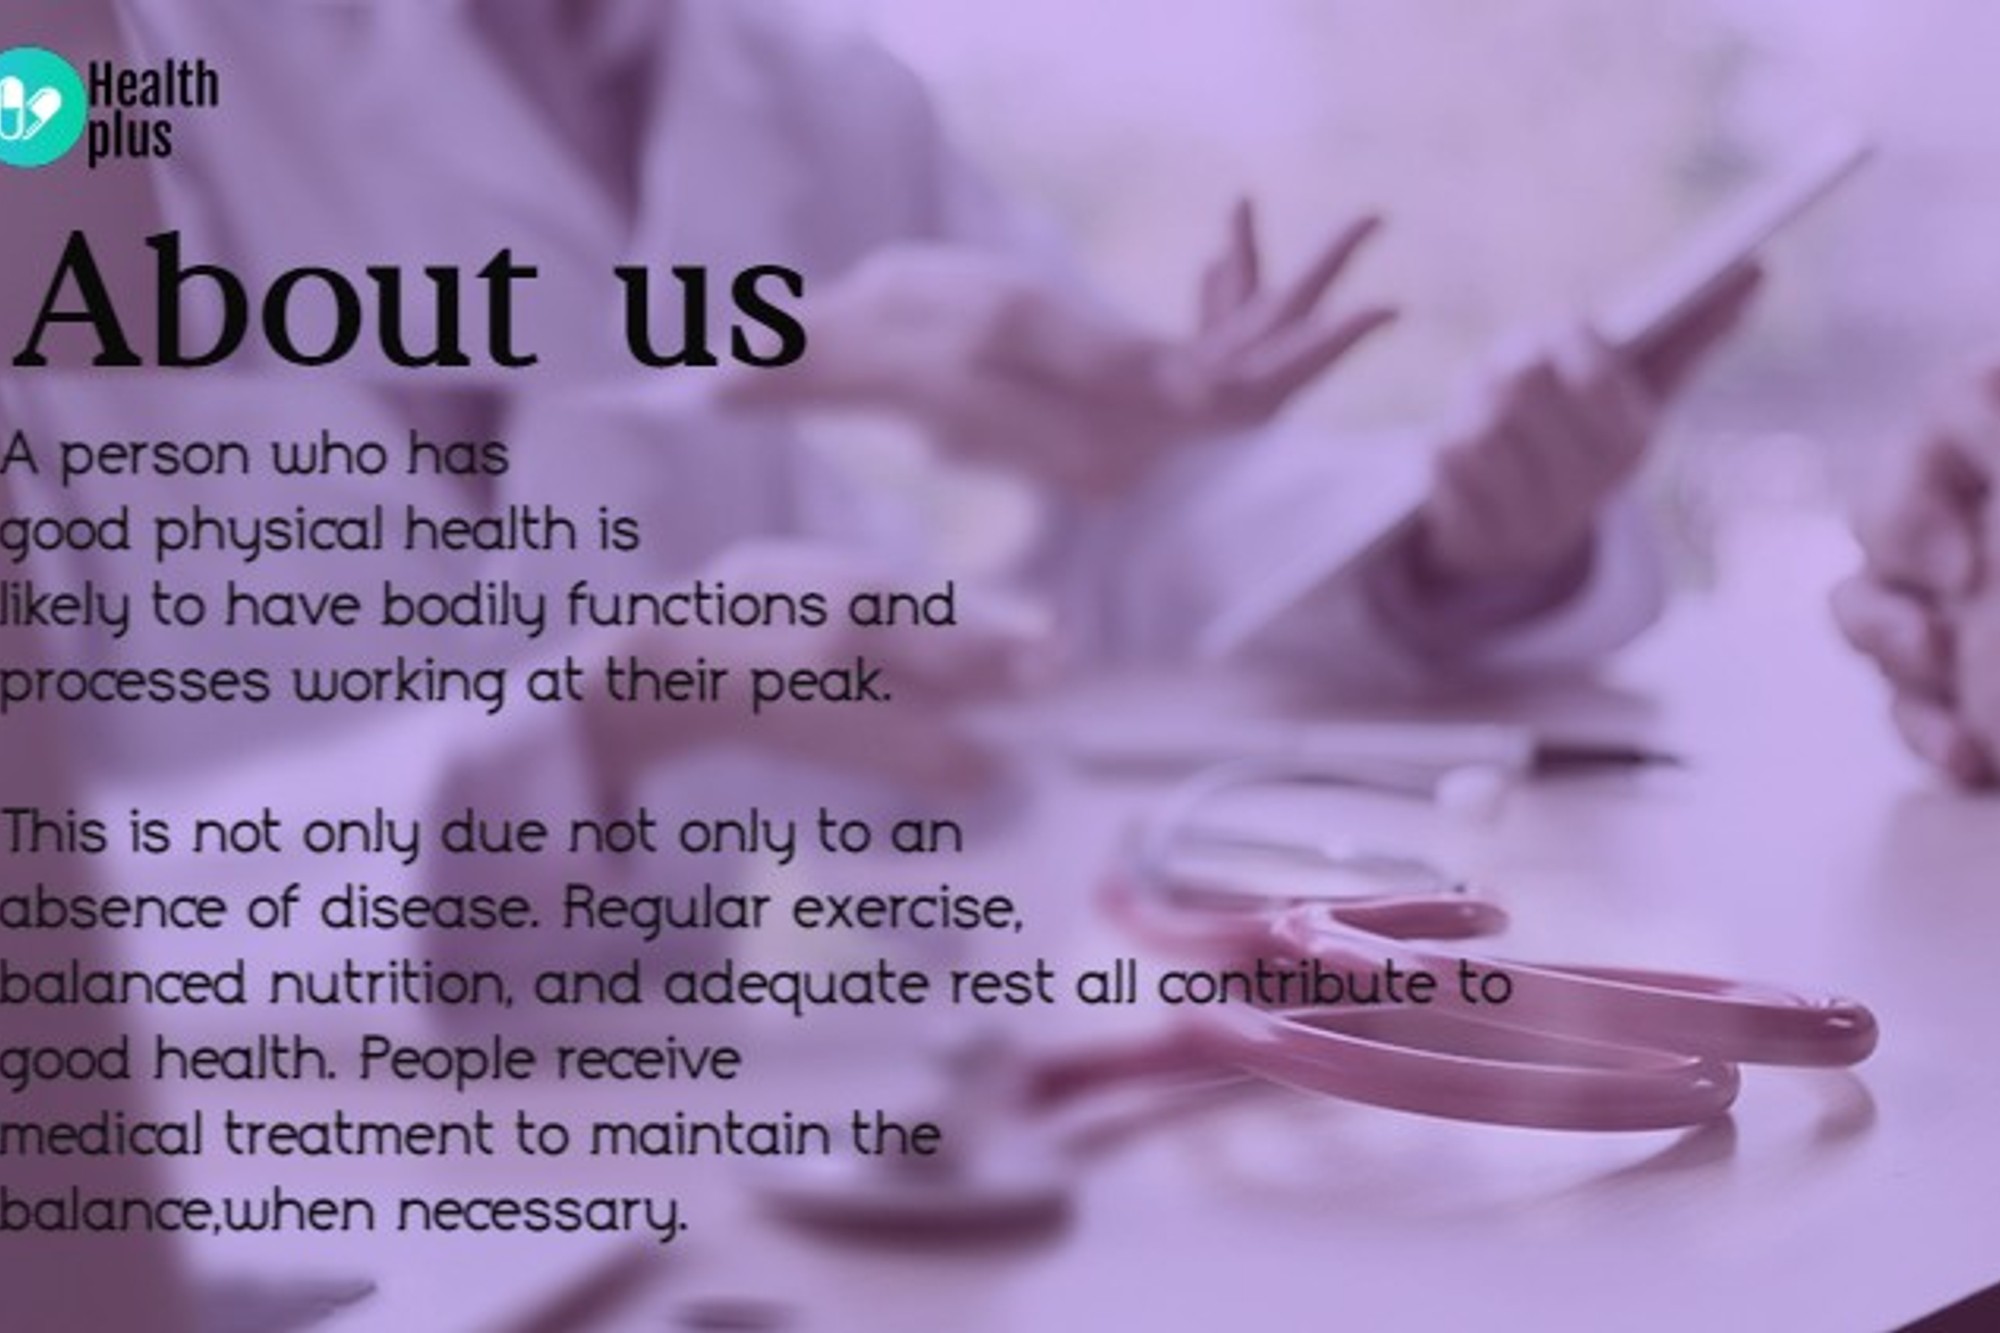 Health
plus
About us
A person who has
good physical health is
likely to have bodily functions and
processes working at their peak.
This is not only due not only to an
absence of disease. Regular exercise,
balanced nutrition, and adequate rest all contribute to
good health. People receive
medical treatment to maintain the
balance,when necessary.